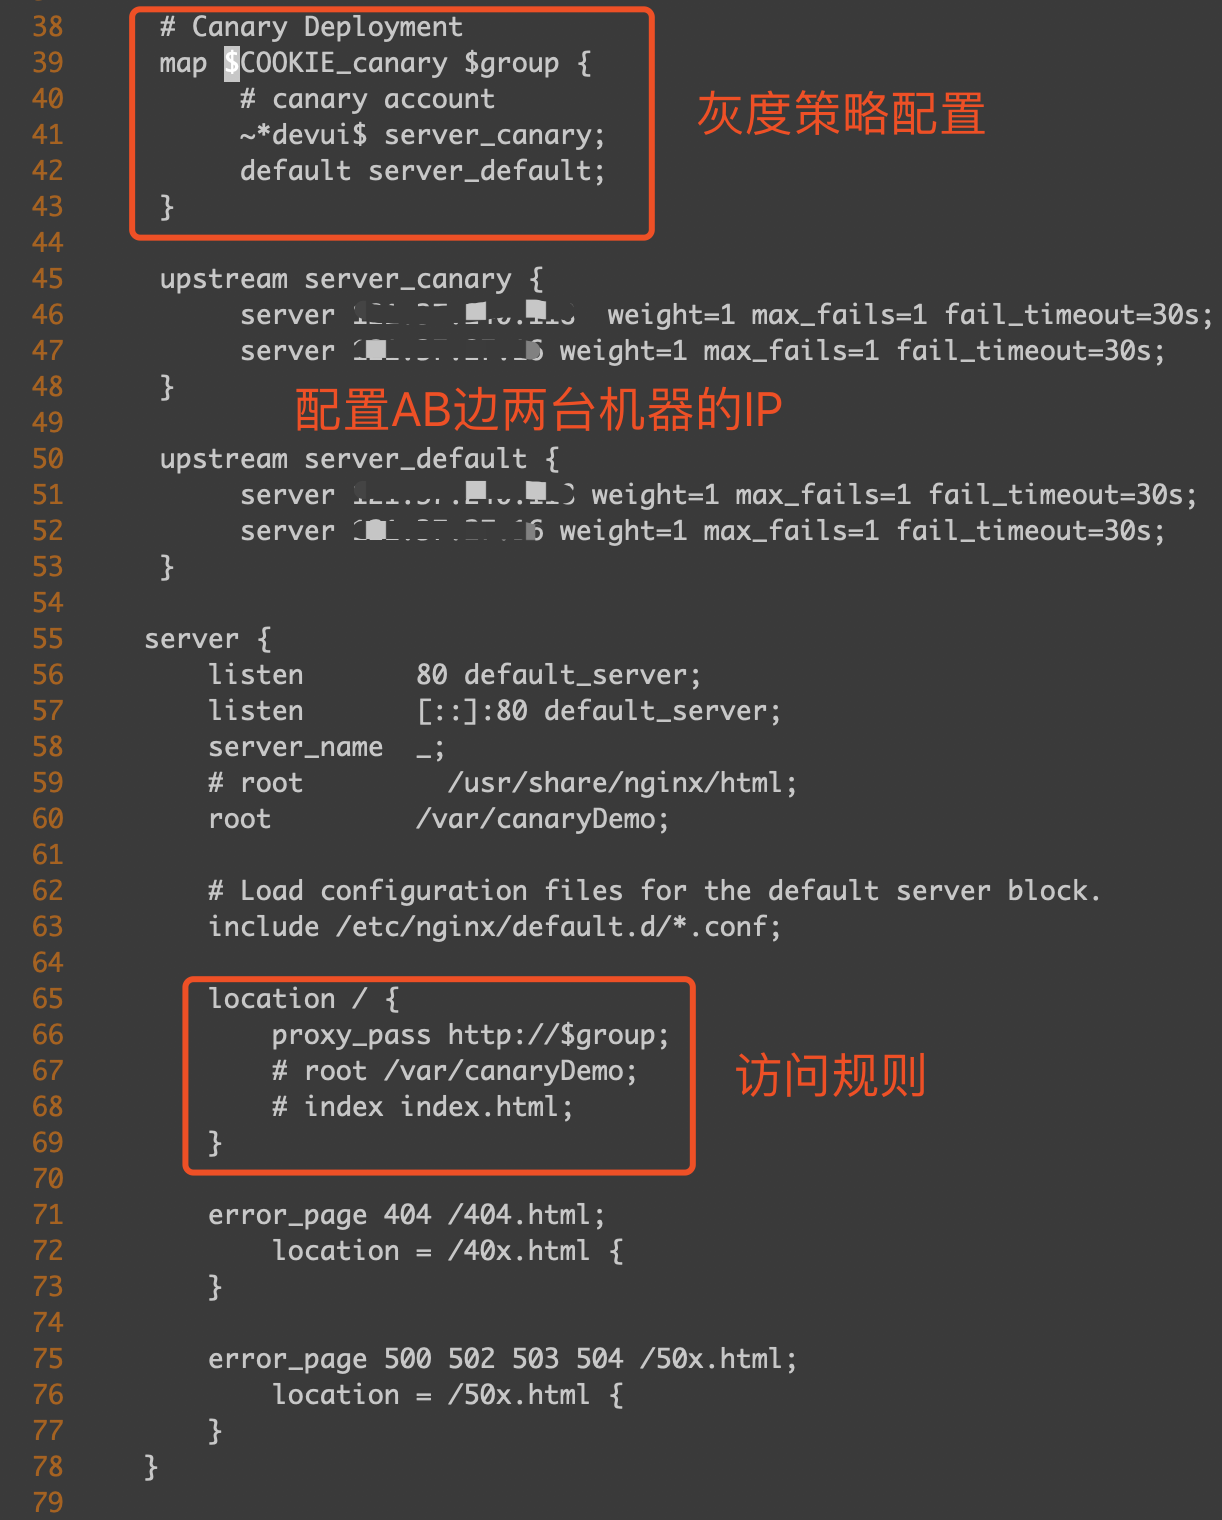 38 # Canary Deployment
39 map $COOKIE_canary $group {
40 # canary account
灰度策略配置
41 ~*devui$ server_canary;
42 default server_default;
43 }
44
45 upstream server_canary {
46 server weight=1 max_fails=1 fail_timeout=30s;
47 server weight=1 max_fails=1 fail_timeout=30s;
48 }
配置AB边两台机器的IP
49
50 upstream server_default {
51 server weight=1 max_fails=1 fail_timeout=30s;
52 server weight=1 max_fails=1 fail_timeout=30s;
53 }
54
55 server {
56 listen 80 default_server;
57 listen [::]:80 default_server;
58 server_name _;
59 # root /usr/share/nginx/html;
60 root /var/canaryDemo;
61
62 # Load configuration files for the default server block.
63 include /etc/nginx/default.d/*.conf;
64
65 location / {
66 proxy_pass http://$group;
67 # root /var/canaryDemo;
访问规则
68 # index index.html;
69 }
70
71 error_page 404 /404.html;
72 location = /40x.html {
73 }
74
75 error_page 500 502 503 504 /50x.html;
76 location = /50x.html {
77 }
78 }
79